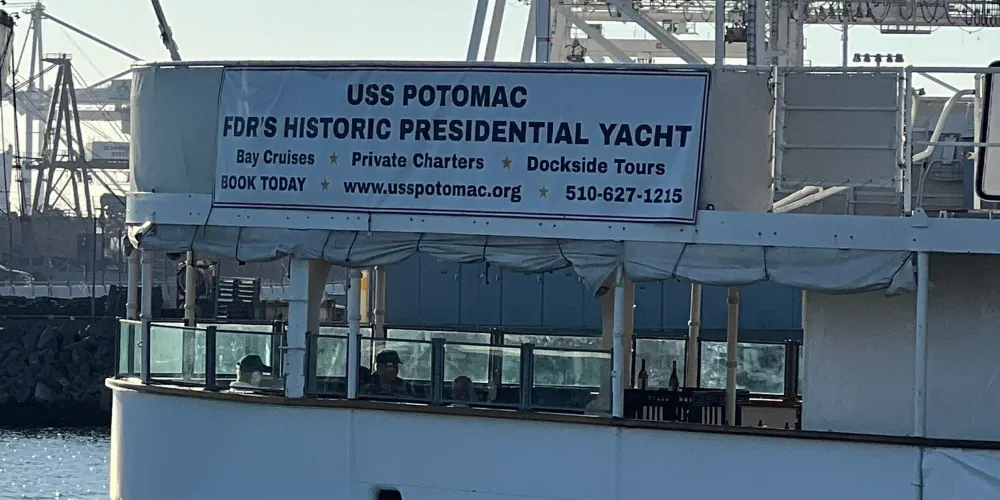 USS POTOMAC
FDR'S HISTORIC PRESIDENTIAL YACHT
Bay Cruises ★ Private Charters ★ Dockside Tours
BOOK TODAY ★ www.usspotomac.org ★ 510-627-1215